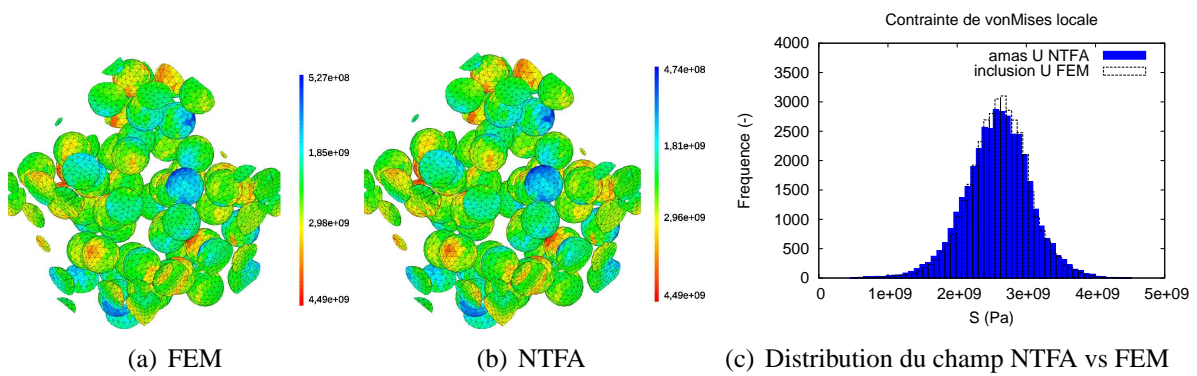 5,27e+08
1,85e+09
2,98e+09
4,49e+09
(a) FEM
4,74e+08
1,81e+09
2,96e+09
4,49e+09
(b) NTFA
Contrainte de vonMises locale
amas U NTFA
inclusion U FEM
Frequence (-)
4000
3500
3000
2500
2000
1500
1000
500
0
0 1e+09 2e+09 3e+09 4e+09 5e+09
S (Pa)
(c) Distribution du champ NTFA vs FEM